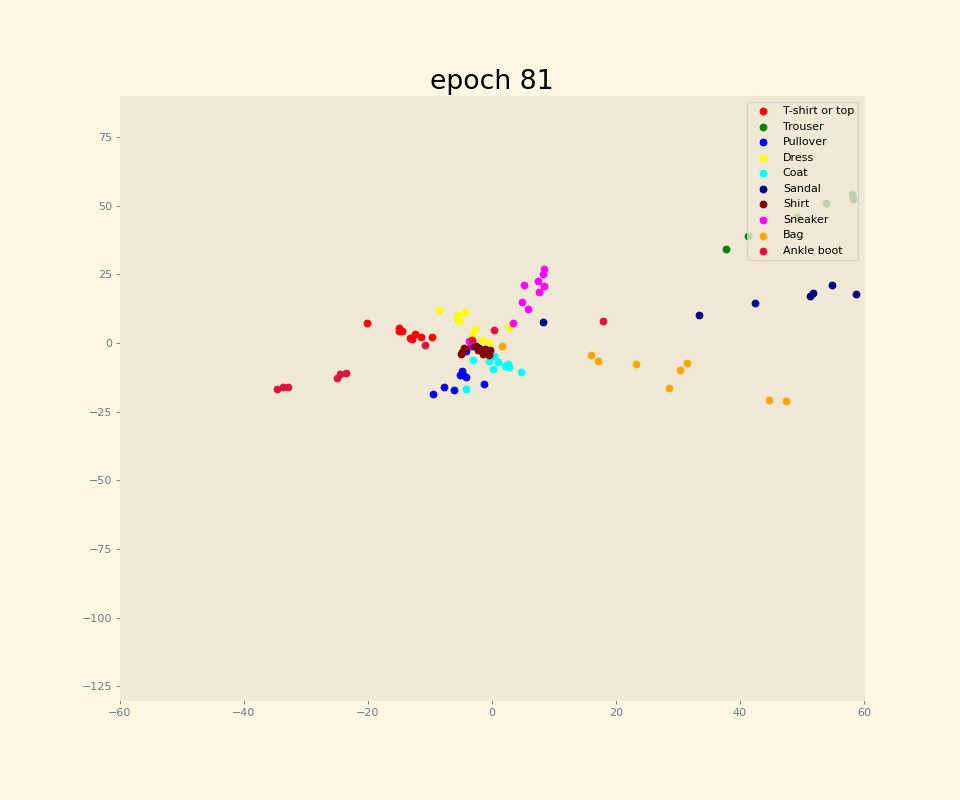 epoch 81
75
50
25
0
−25
−50
−75
−100
−125
−60
−40
−20
0
20
40
60
T-shirt or top
Trouser
Pullover
Dress
Coat
Sandal
Shirt
Sneaker
Bag
Ankle boot